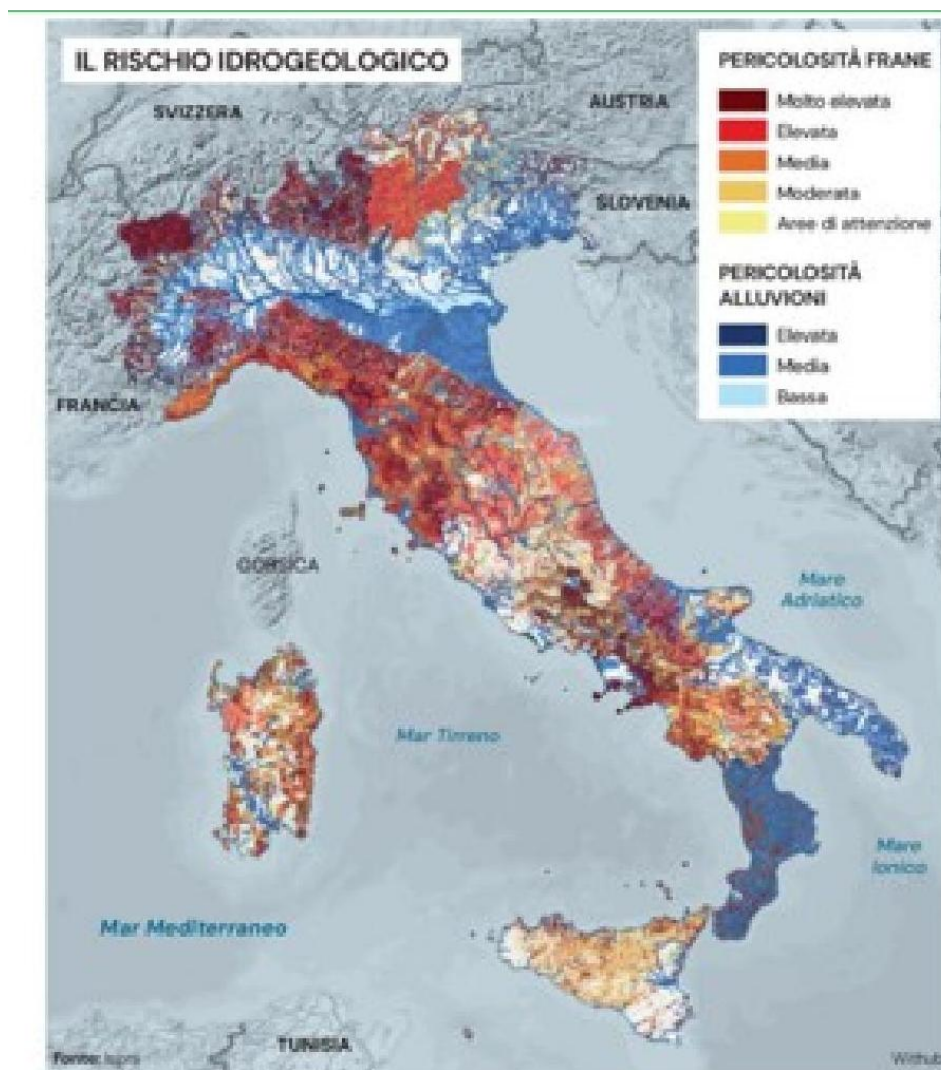 IL RISCHIO IDROGEOLOGICO
PERICOLOSITÀ FRANE
Molto elevata
Elevata
Media
Moderata
Aree di attenzione
PERICOLOSITÀ
ALLUVIONI
Elevata
Media
Bassa
SVIZZERA
AUSTRIA
SLOVENIA
FRANCIA
CORSICA
Mare
Adriatico
Mar Tirreno
Mare
Ionico
Mar Mediterraneo
TUNISIA
Fonte: Ispra
Withub